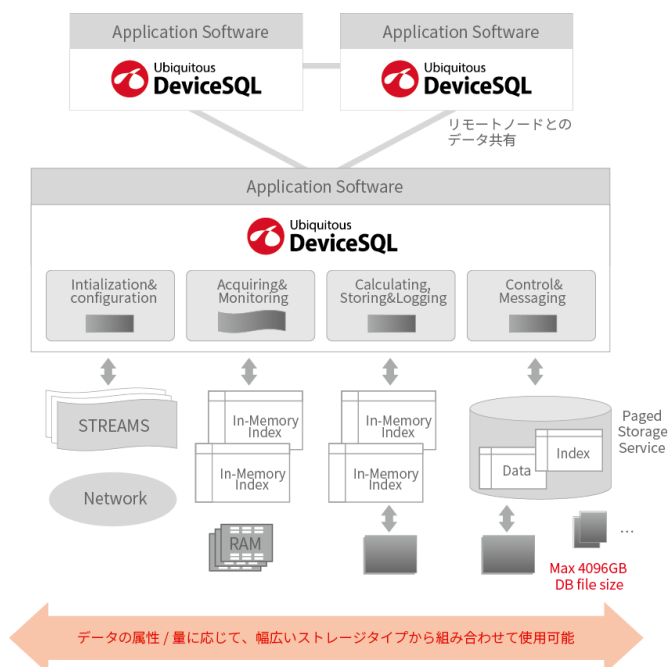 Application Software
Ubiquitous
DeviceSQL
Application Software
Ubiquitous
DeviceSQL
リモートノードとの
データ共有
Application Software
Ubiquitous
DeviceSQL
Intialization&
configuration
Acquiring&
Monitoring
Calculating,
Storing&Logging
Control&
Messaging
STREAMS
Network
In-Memory
Index
In-Memory
Index
RAM
In-Memory
Index
In-Memory
Index
Data
Index
Paged
Storage
Service
...
Max 4096GB
DB file size
データの属性 / 量に応じて、幅広いストレージタイプから組み合わせて使用可能